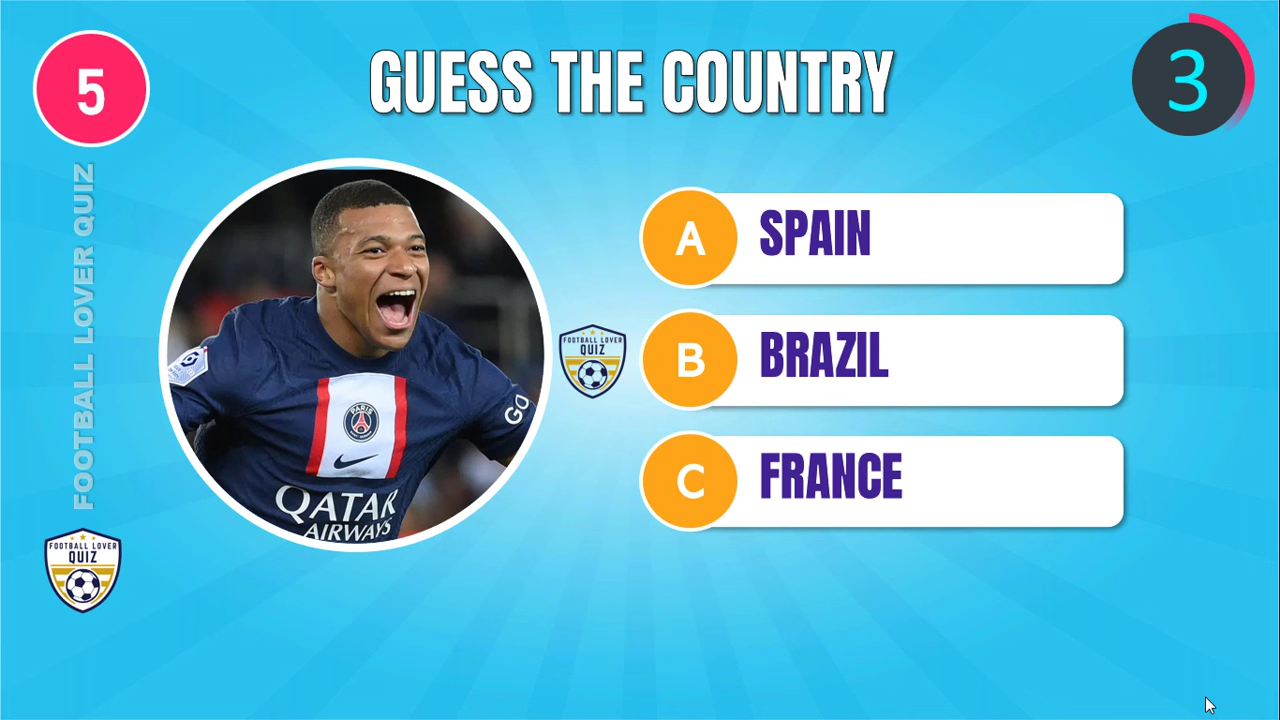 5
GUESS THE COUNTRY
3
FOOTBALL LOVER QUIZ
A
SPAIN
B
BRAZIL
C
FRANCE
PARIS
GO
QATAR
AIRWAYS
FOOTBALL LOVER
QUIZ
FOOTBALL LOVER
QUIZ